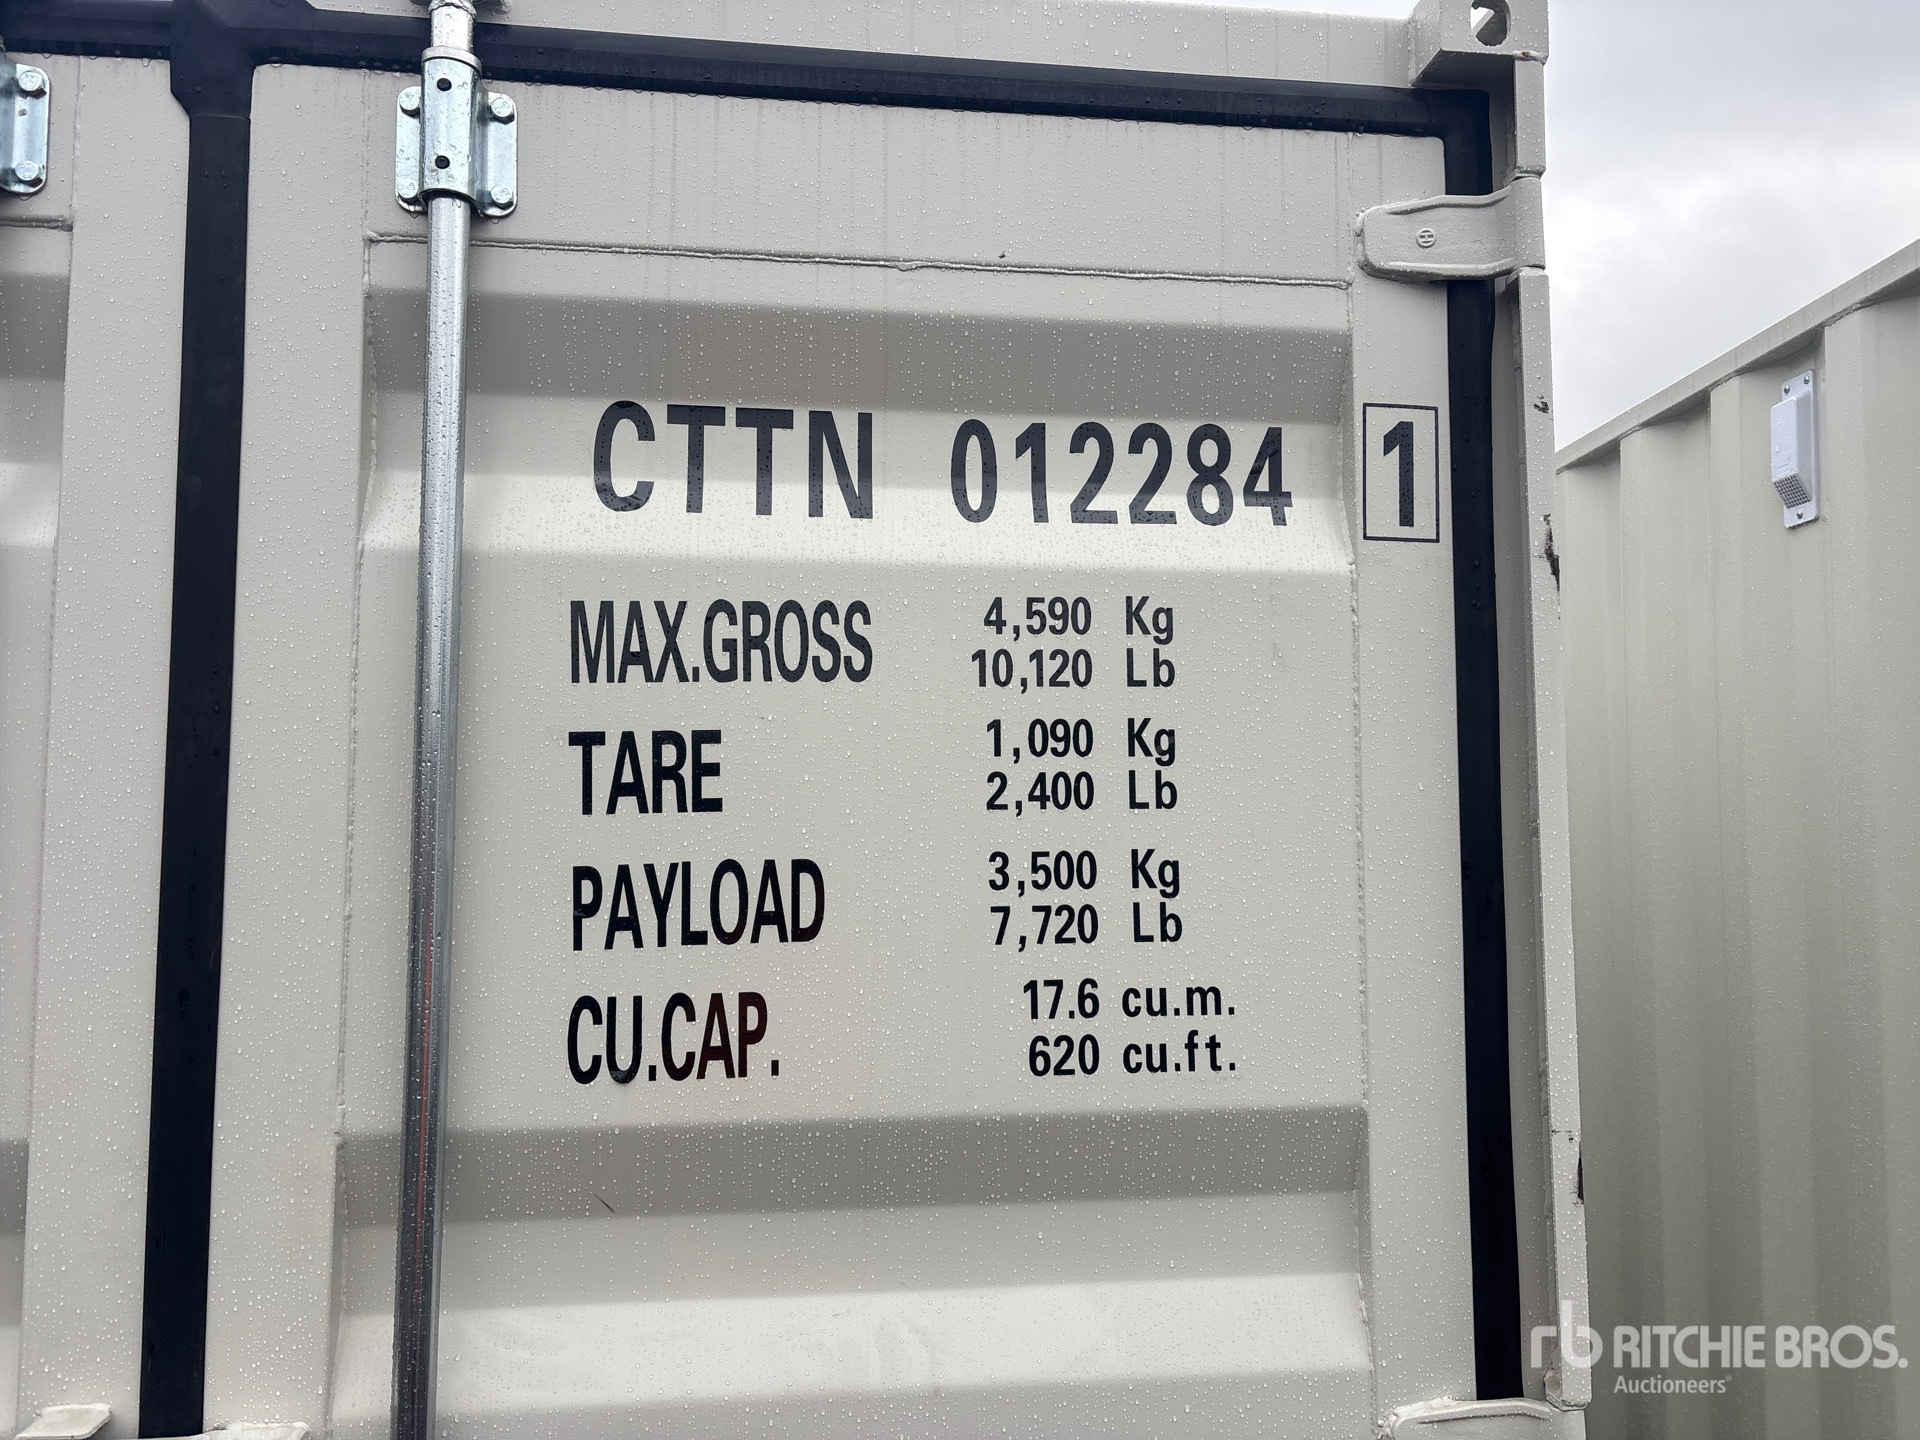 CTTN 012284 1
MAX.GROSS 4,590 Kg
10,120 Lb
TARE 1,090 Kg
2,400 Lb
PAYLOAD 3,500 Kg
7,720 Lb
CU.CAP. 17.6 cu.m.
620 cu.ft.
rb RITCHIE BROS.
Auctioneers